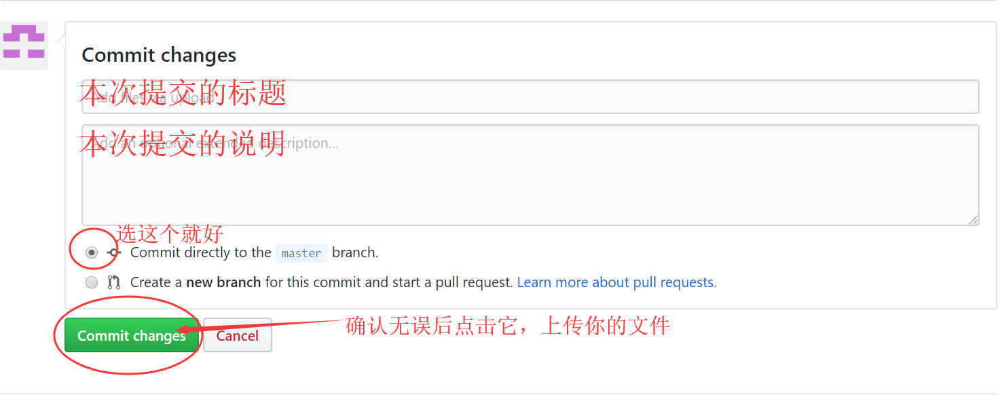 Commit changes
本次提交的标题
Add files via upload
本次提交的说明
Add an optional extended description...
选这个就好
Commit directly to the master branch.
Create a new branch for this commit and start a pull request. Learn more about pull requests.
确认无误后点击它，上传你的文件
Commit changes
Cancel